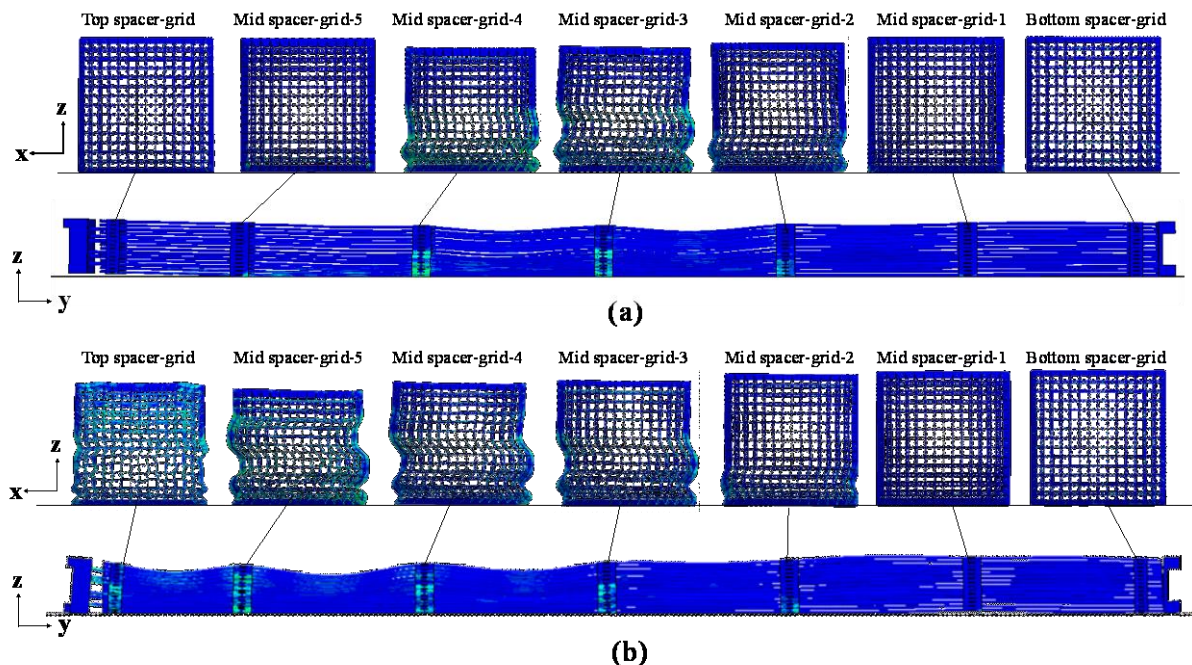 Top spacer-grid Mid spacer-grid-5 Mid spacer-grid-4 Mid spacer-grid-3 Mid spacer-grid-2 Mid spacer-grid-1 Bottom spacer-grid
z
x
z
y
(a)
Top spacer-grid Mid spacer-grid-5 Mid spacer-grid-4 Mid spacer-grid-3 Mid spacer-grid-2 Mid spacer-grid-1 Bottom spacer-grid
z
x
z
y
(b)